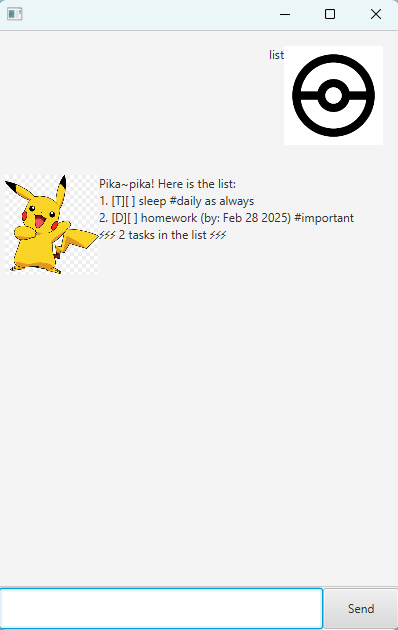 list
Pika~pika! Here is the list:
1. [T][ ] sleep #daily as always
2. [D][ ] homework (by: Feb 28 2025) #important
⚡⚡⚡ 2 tasks in the list ⚡⚡⚡
Send